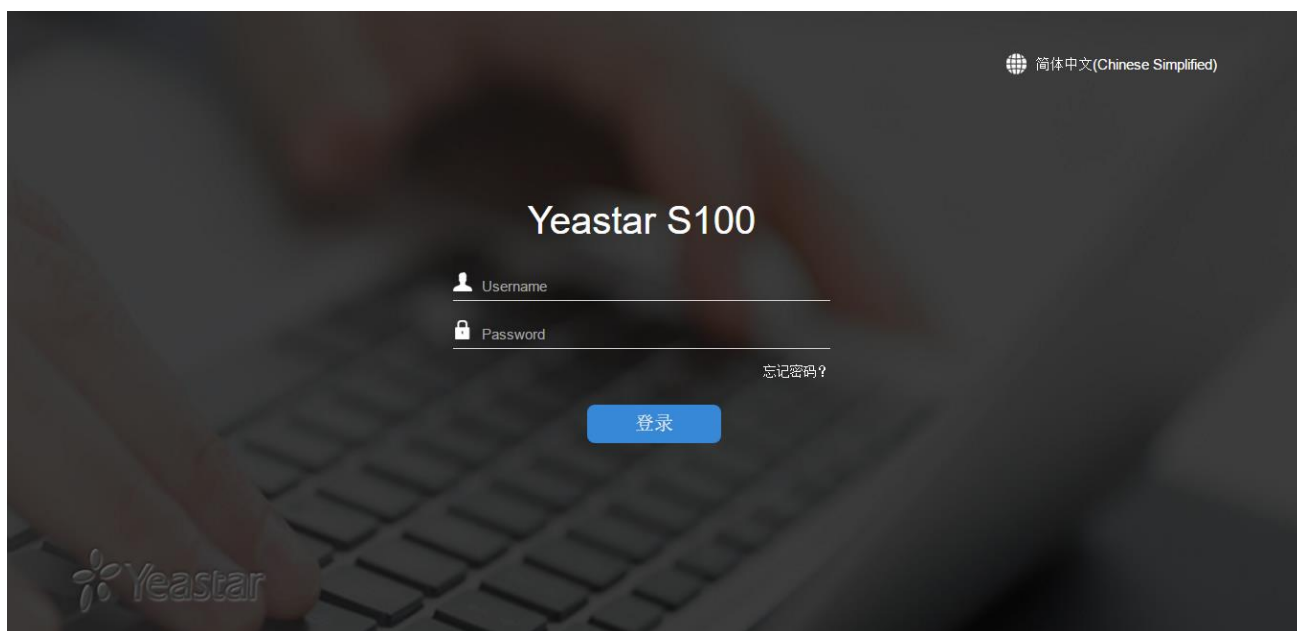 简体中文(Chinese Simplified)
Yeastar S100
Username
Password
忘记密码?
登录
Yeastar